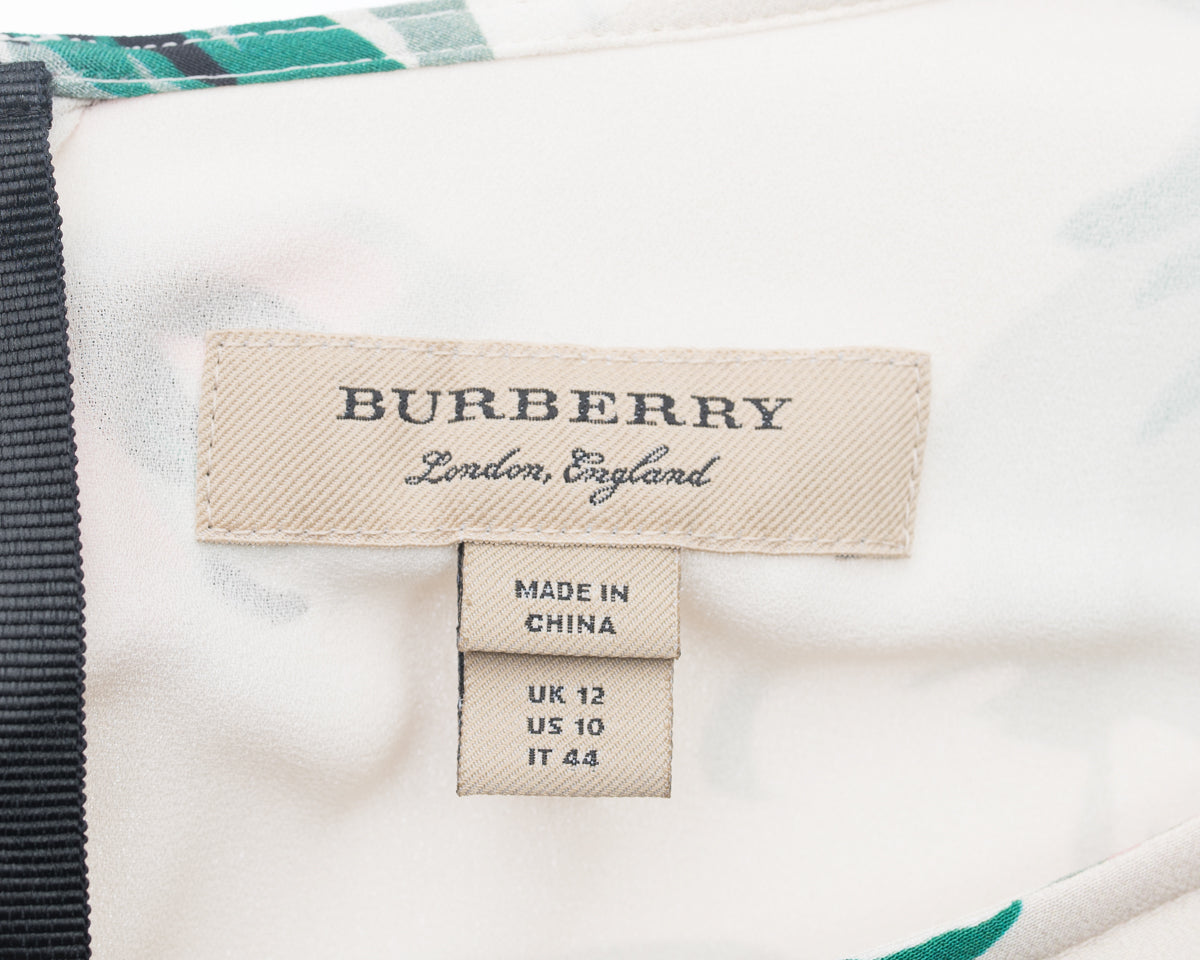 BURBERRY
London, England
MADE IN
CHINA
UK 12
US 10
IT 44